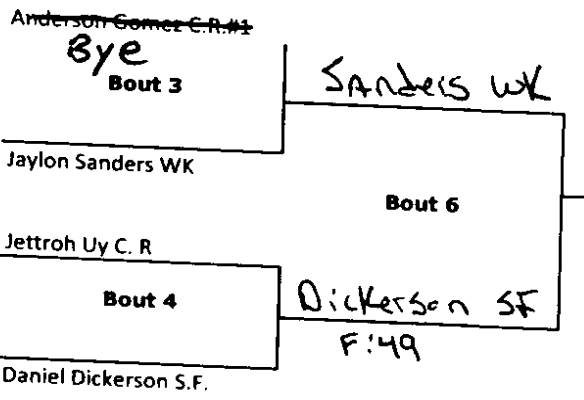 Anderson Gomez C.R.#1
Bye
Bout 3
Sanders WK
Jaylon Sanders WK
Bout 6
Jettroh Uy C. R
Bout 4
Dickerson SF
F:49
Daniel Dickerson S.F.